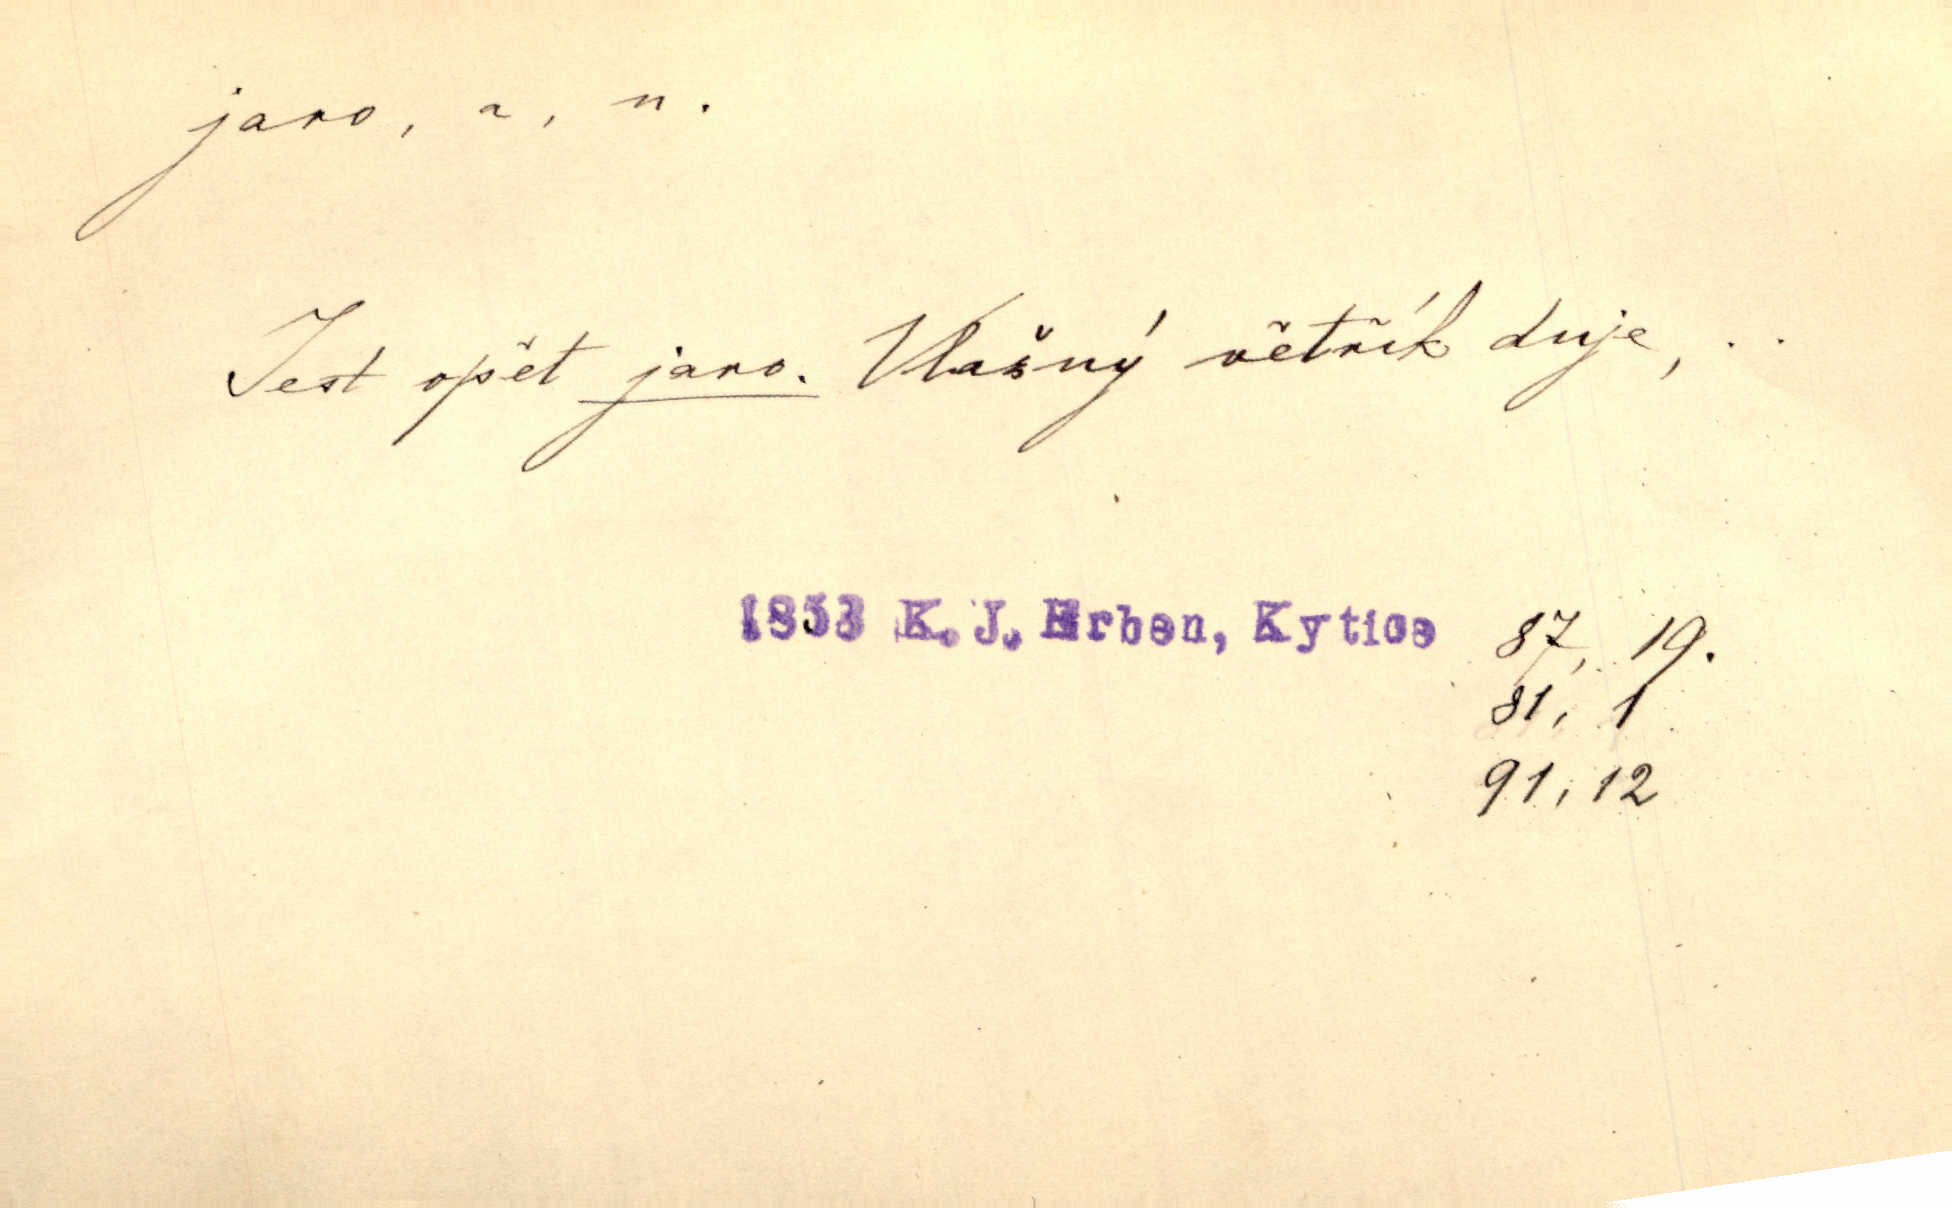 jaro, -a, n.
Jest opět jaro. Vlažný větřík duje, ..
1853 K. J. Erben, Kytice 87, 19.
81, 1
91, 12